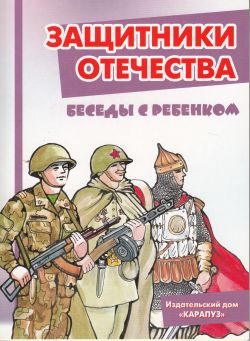 ЗАЩИТНИКИ
ОТЕЧЕСТВА
БЕСЕДЫ С РЕБЕНКОМ
Издательский дом
«КАРАПУЗ»